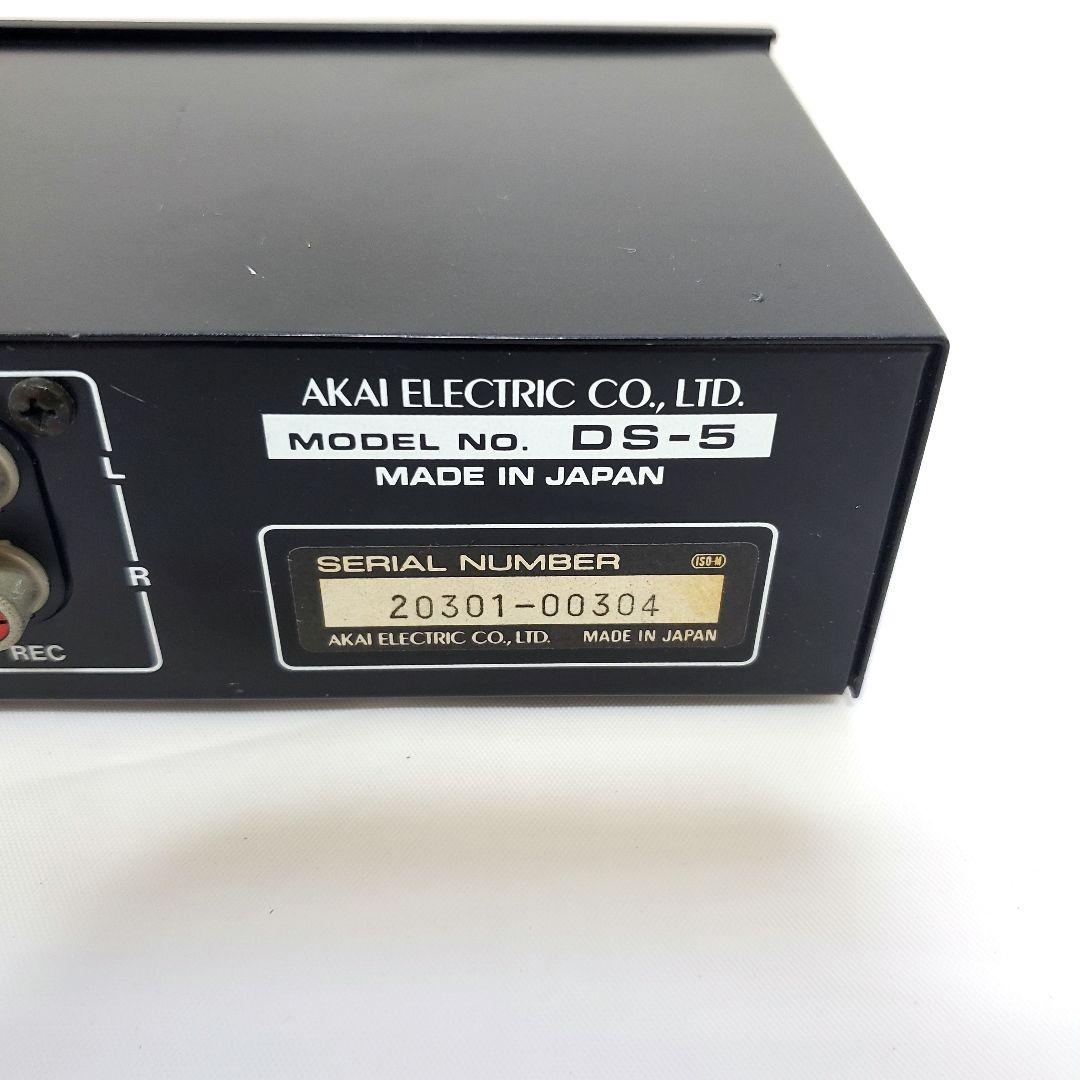 AKAI ELECTRIC CO., LTD.
MODEL NO. DS-5
MADE IN JAPAN
L
R
REC
SERIAL NUMBER ISO-M
20301-00304
AKAI ELECTRIC CO., LTD. MADE IN JAPAN